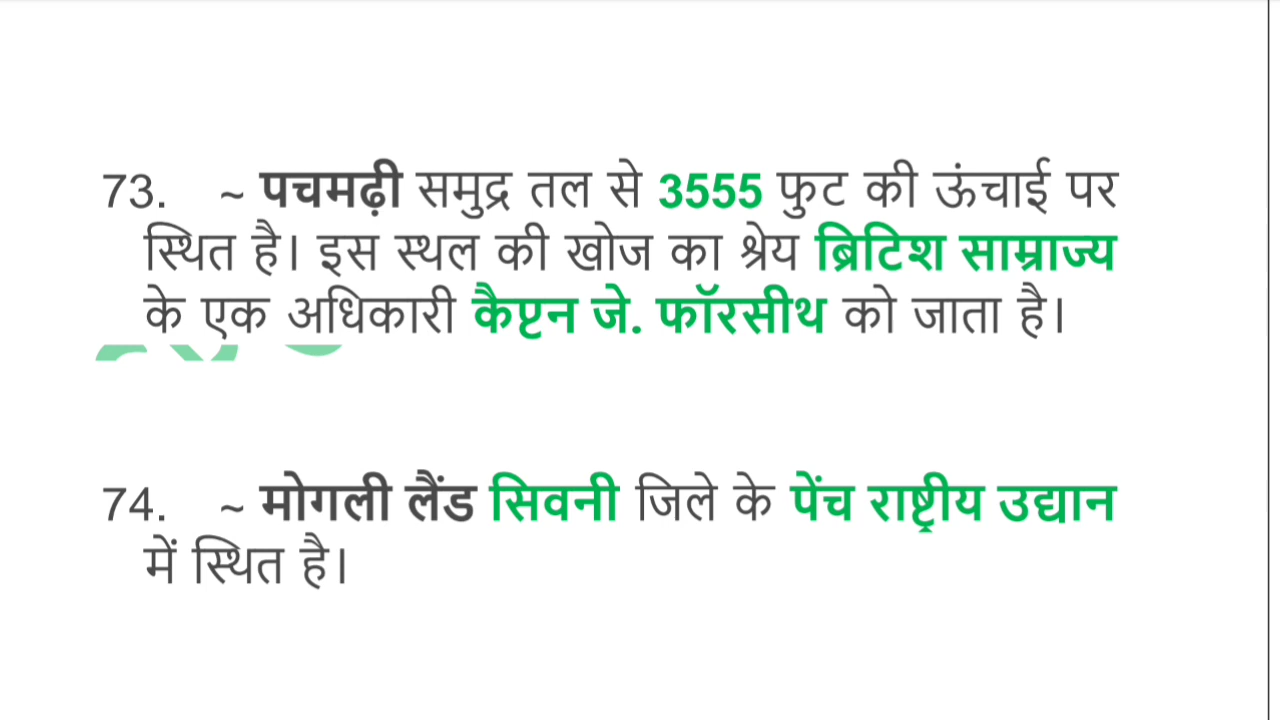 73. ~ पचमढ़ी समुद्र तल से 3555 फुट की ऊंचाई पर
स्थित है। इस स्थल की खोज का श्रेय ब्रिटिश साम्राज्य
के एक अधिकारी कैप्टन जे. फॉरसीथ को जाता है।
74. ~ मोगली लैंड सिवनी जिले के पेंच राष्ट्रीय उद्यान
में स्थित है।